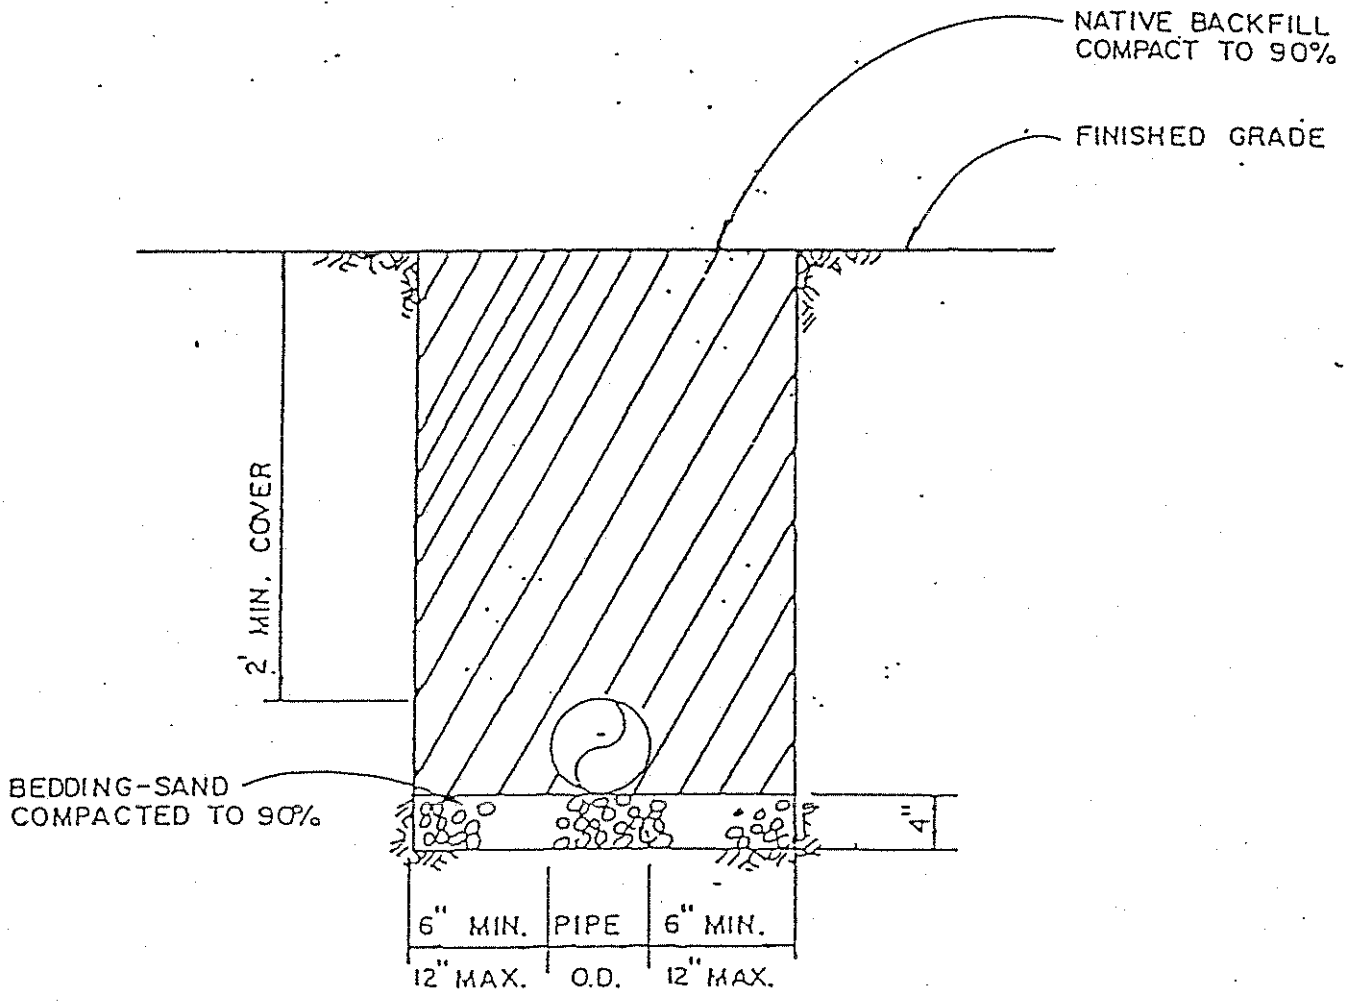 NATIVE BACKFILL
COMPACT TO 90%
FINISHED GRADE
2' MIN. COVER
BEDDING-SAND
COMPACTED TO 90%
4"
6" MIN.
PIPE
6" MIN.
12" MAX.
O.D.
12" MAX.